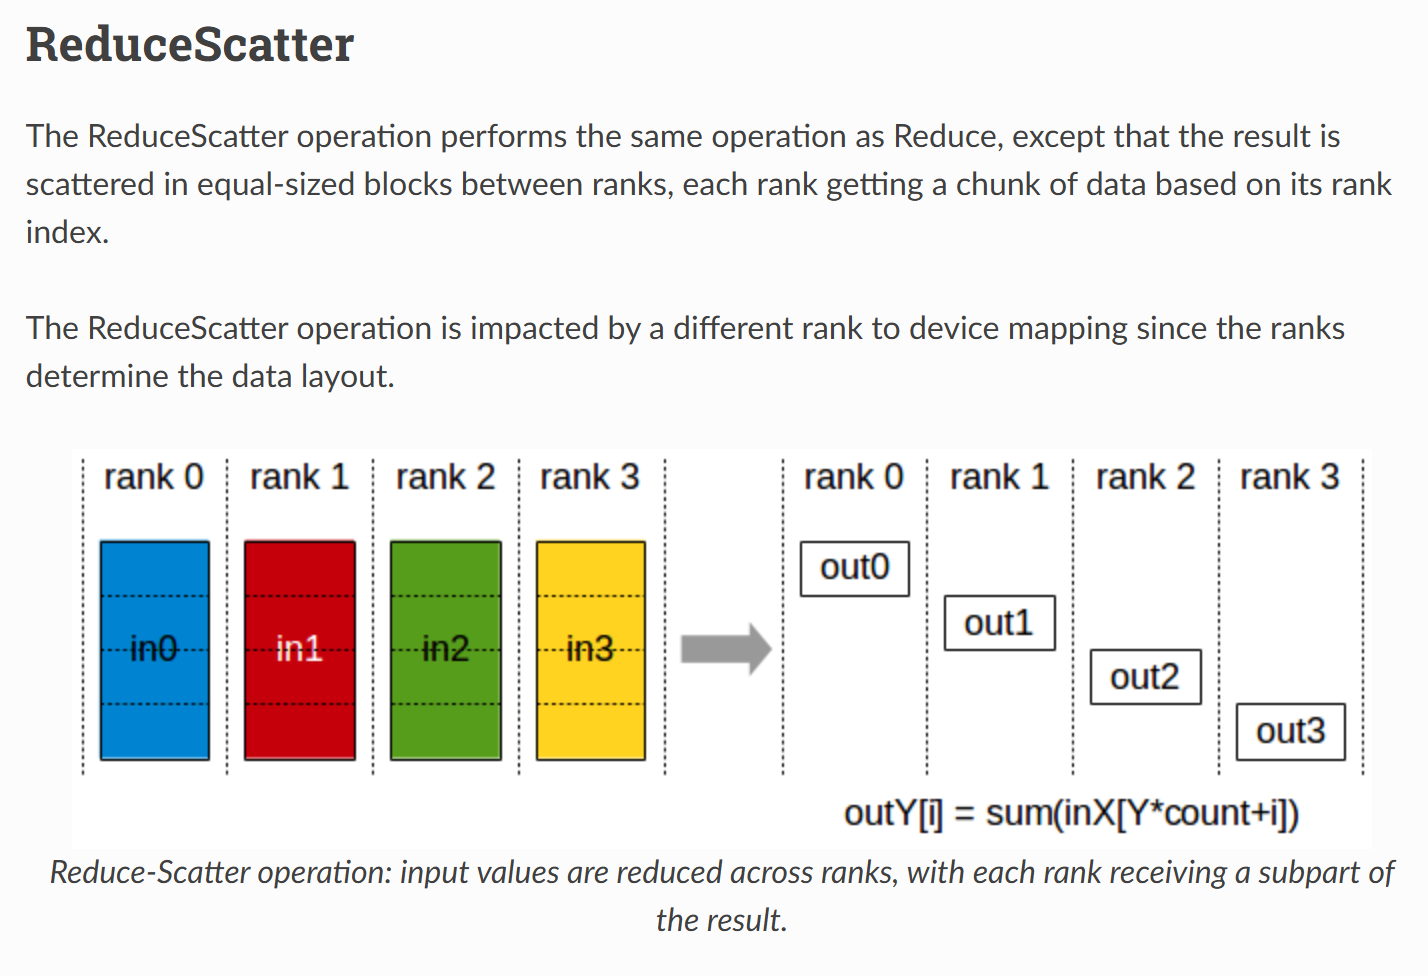 ReduceScatter
The ReduceScatter operation performs the same operation as Reduce, except that the result is
scattered in equal-sized blocks between ranks, each rank getting a chunk of data based on its rank
index.
The ReduceScatter operation is impacted by a different rank to device mapping since the ranks
determine the data layout.
rank 0 rank 1 rank 2 rank 3 rank 0 rank 1 rank 2 rank 3
in0 in1 in2 in3
out0
out1
out2
out3
outY[i] = sum(inX[Y*count+i])
Reduce-Scatter operation: input values are reduced across ranks, with each rank receiving a subpart of
the result.